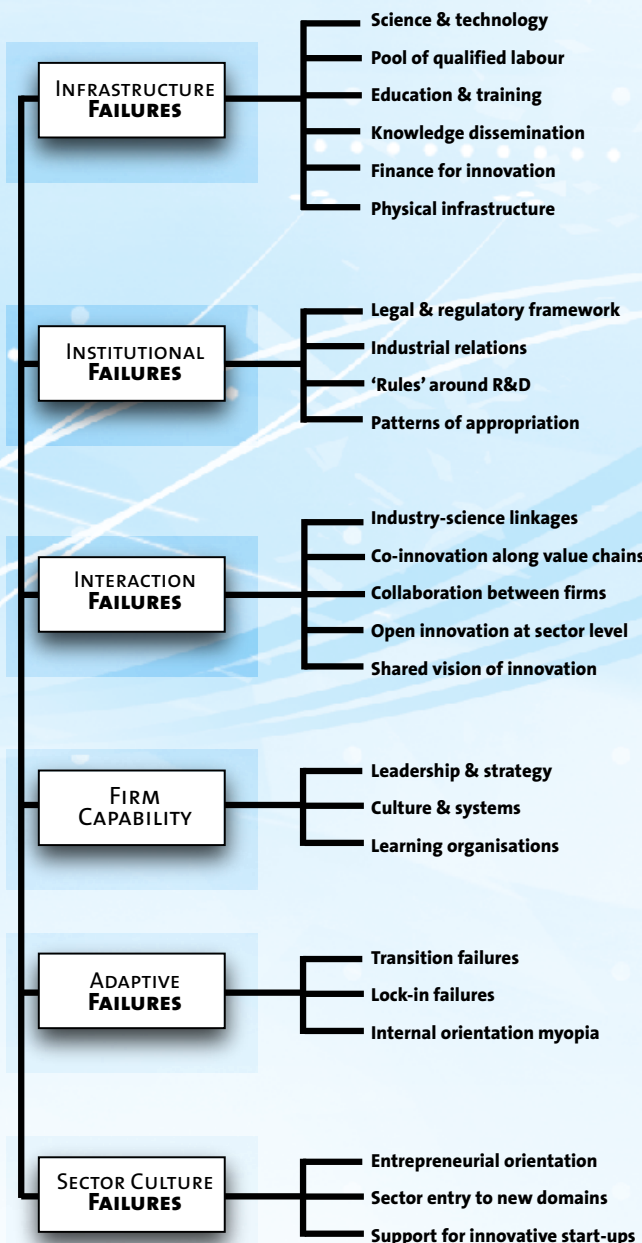 INFRASTRUCTURE
FAILURES
Science & technology
Pool of qualified labour
Education & training
Knowledge dissemination
Finance for innovation
Physical infrastructure
INSTITUTIONAL
FAILURES
Legal & regulatory framework
Industrial relations
‘Rules’ around R&D
Patterns of appropriation
INTERACTION
FAILURES
Industry-science linkages
Co-innovation along value chains
Collaboration between firms
Open innovation at sector level
Shared vision of innovation
FIRM
CAPABILITY
Leadership & strategy
Culture & systems
Learning organisations
ADAPTIVE
FAILURES
Transition failures
Lock-in failures
Internal orientation myopia
SECTOR CULTURE
FAILURES
Entrepreneurial orientation
Sector entry to new domains
Support for innovative start-ups